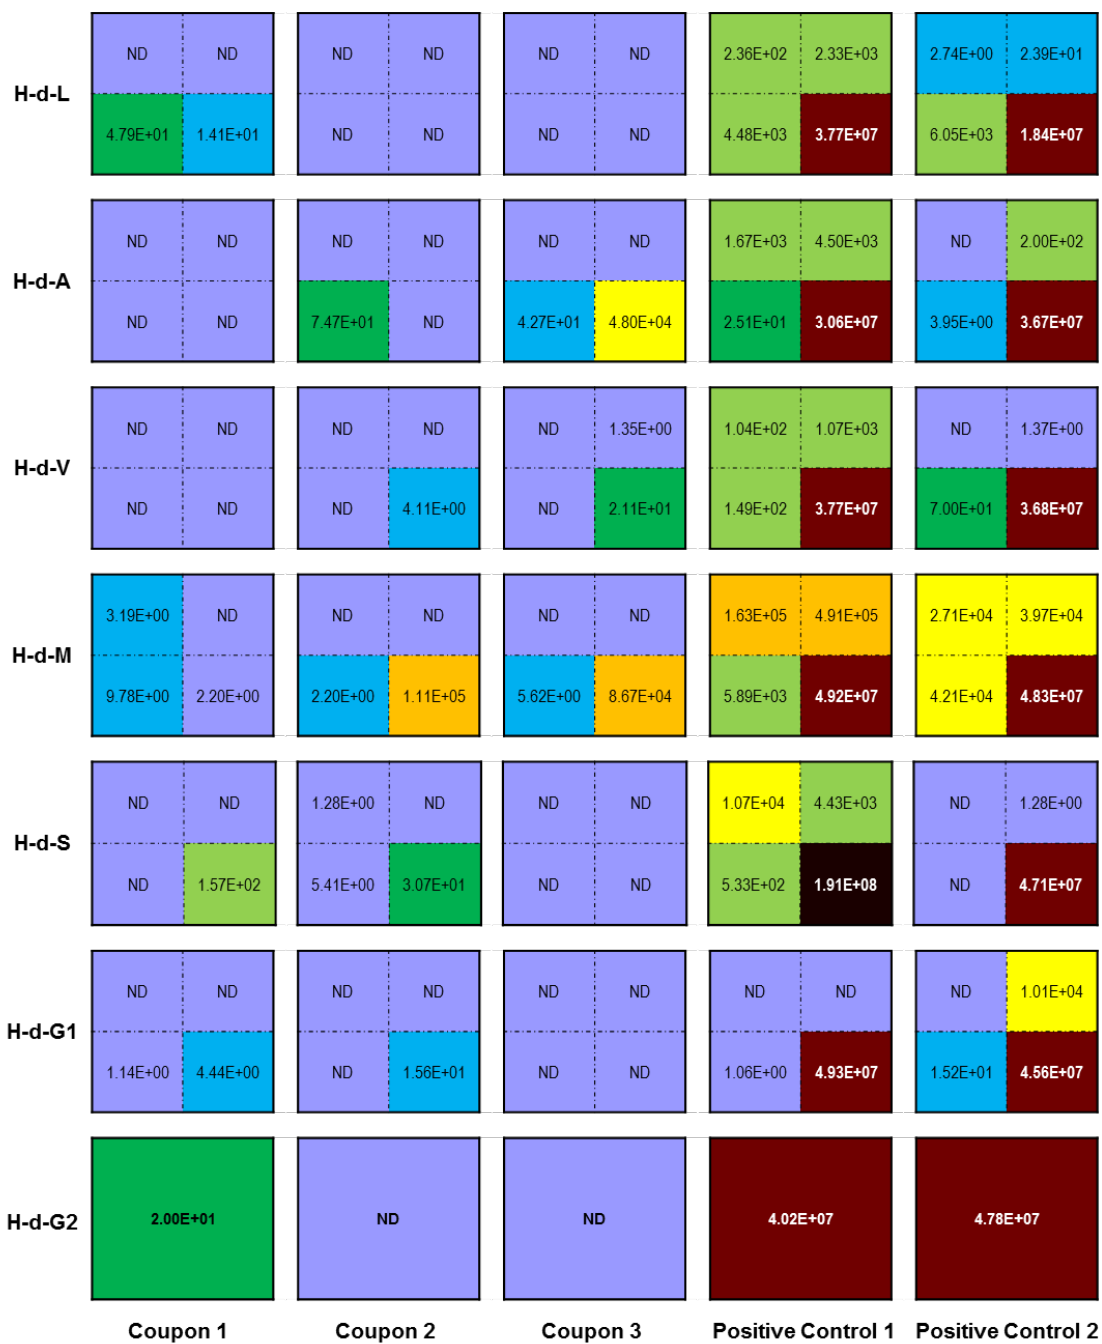 ND ND ND ND ND ND 2.36E+02 2.33E+03 2.74E+00 2.39E+01
H-d-L
4.79E+01 1.41E+01 ND ND ND ND 4.48E+03 3.77E+07 6.05E+03 1.84E+07
ND ND ND ND ND ND 1.67E+03 4.50E+03 ND 2.00E+02
H-d-A
ND ND 7.47E+01 ND 4.27E+01 4.80E+04 2.51E+01 3.06E+07 3.95E+00 3.67E+07
ND ND ND ND ND 1.35E+00 1.04E+02 1.07E+03 ND 1.37E+00
H-d-V
ND ND ND 4.11E+00 ND 2.11E+01 1.49E+02 3.77E+07 7.00E+01 3.68E+07
3.19E+00 ND ND ND ND ND 1.63E+05 4.91E+05 2.71E+04 3.97E+04
H-d-M
9.78E+00 2.20E+00 2.20E+00 1.11E+05 5.62E+00 8.67E+04 5.89E+03 4.92E+07 4.21E+04 4.83E+07
ND ND 1.28E+00 ND ND ND 1.07E+04 4.43E+03 ND 1.28E+00
H-d-S
ND 1.57E+02 5.41E+00 3.07E+01 ND ND 5.33E+02 1.91E+08 ND 4.71E+07
ND ND ND ND ND ND ND ND ND 1.01E+04
H-d-G1
1.14E+00 4.44E+00 ND 1.56E+01 ND ND 1.06E+00 4.93E+07 1.52E+01 4.56E+07
H-d-G2 2.00E+01 ND ND 4.02E+07 4.78E+07
Coupon 1 Coupon 2 Coupon 3 Positive Control 1 Positive Control 2